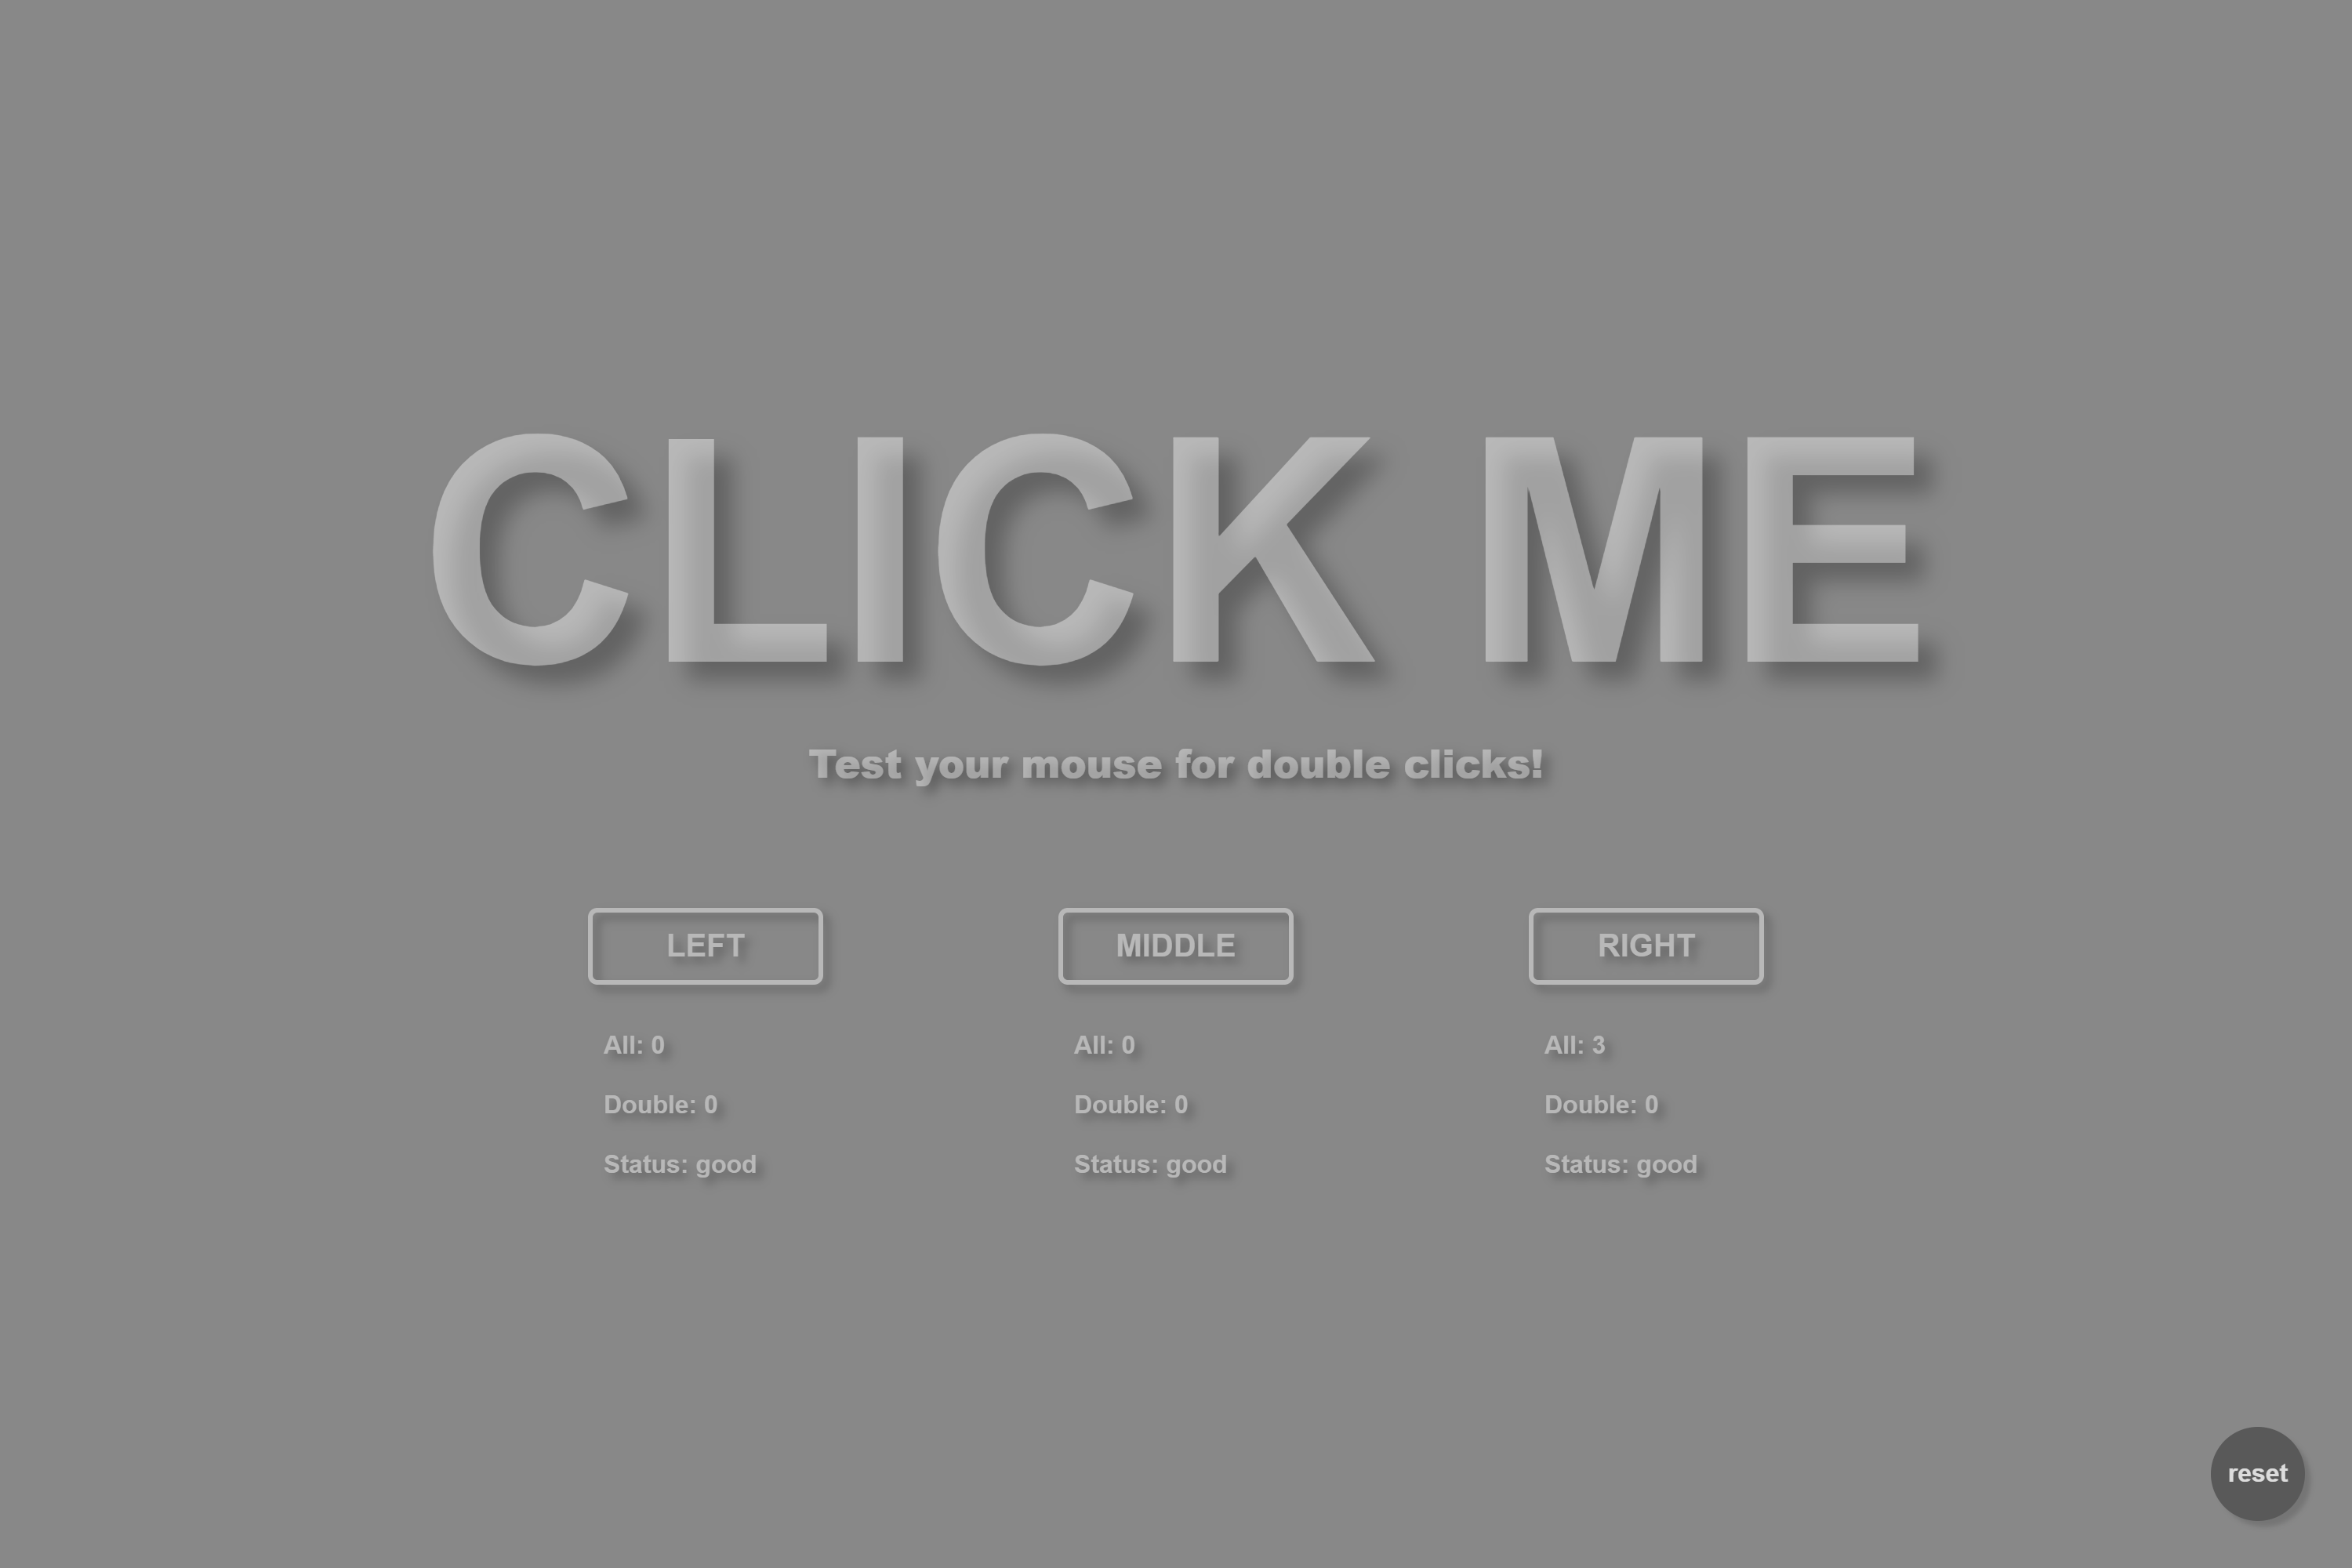 CLICK ME
Test your mouse for double clicks!
LEFT
MIDDLE
RIGHT
All: 0
All: 0
All: 3
Double: 0
Double: 0
Double: 0
Status: good
Status: good
Status: good
reset